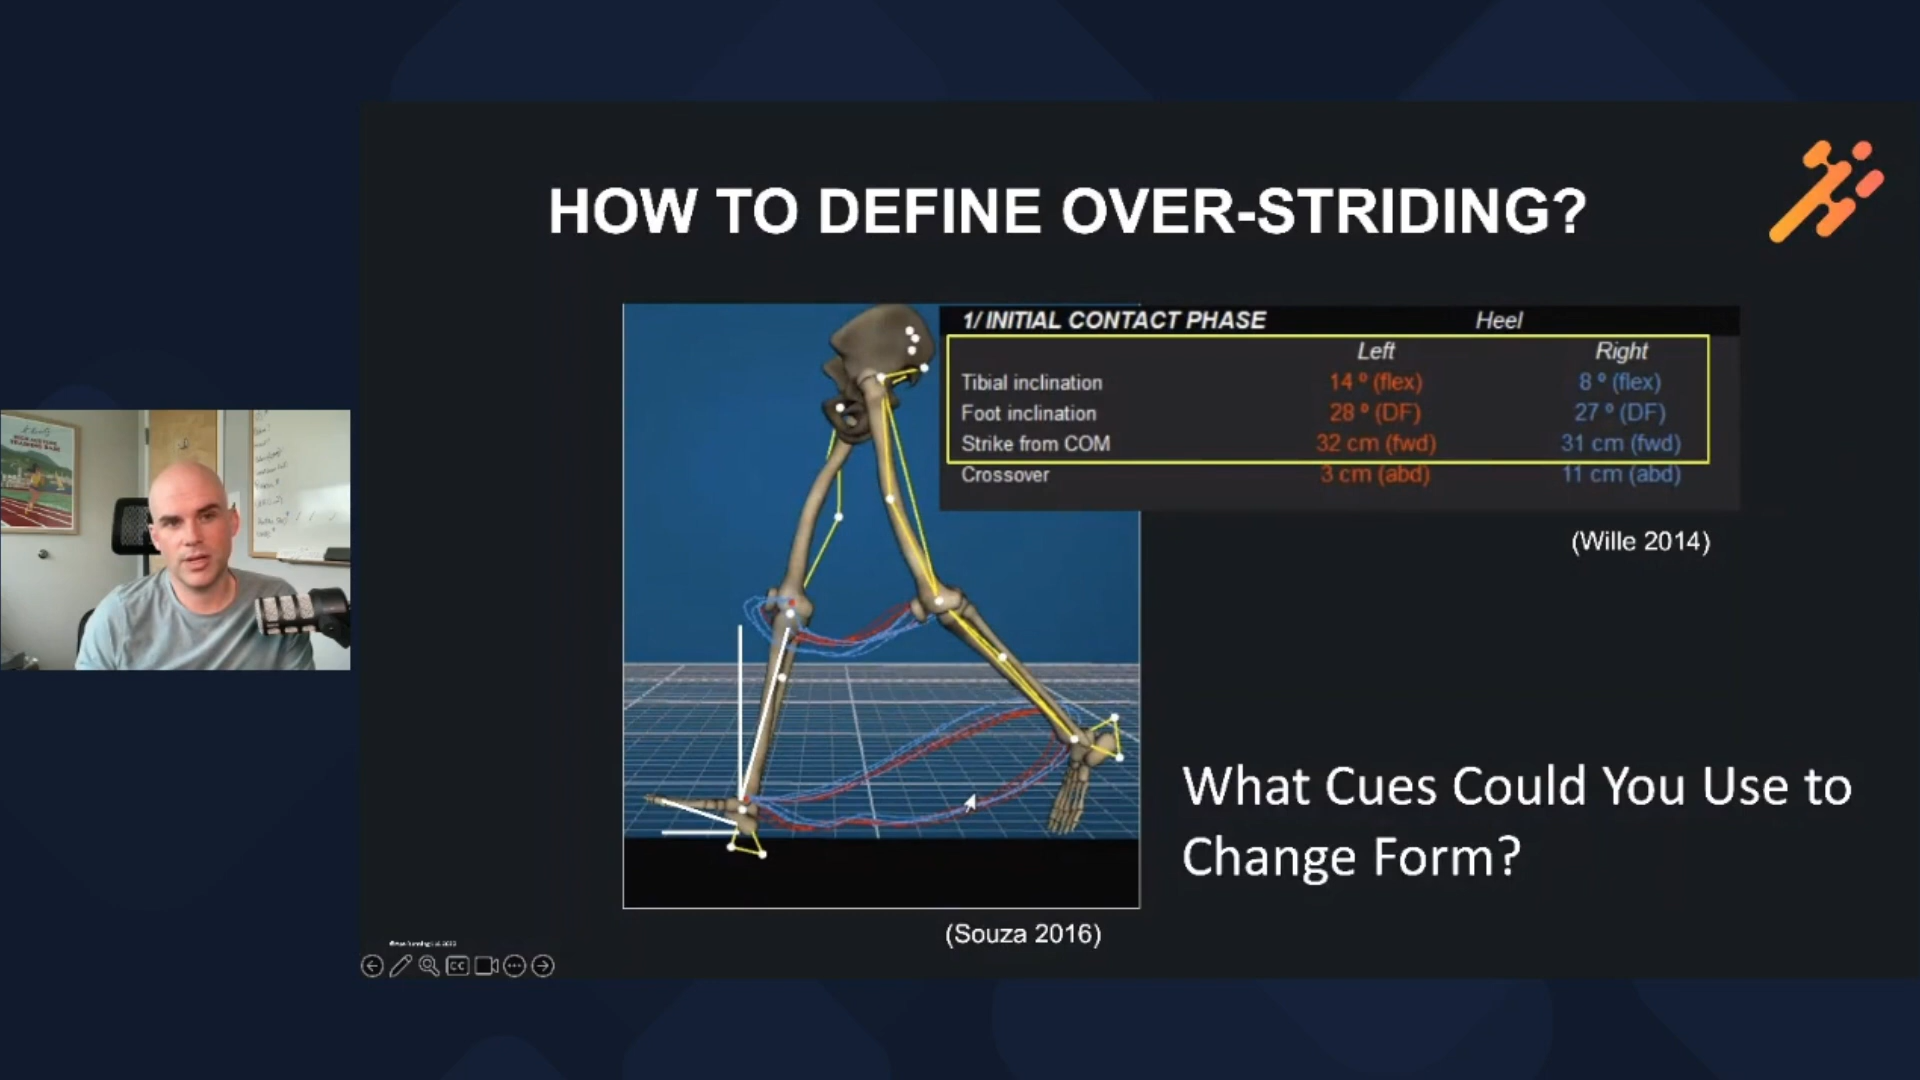 HOW TO DEFINE OVER-STRIDING?
1/ INITIAL CONTACT PHASE Heel
Left Right
Tibial inclination 14 º (flex) 8 º (flex)
Foot inclination 28 º (DF) 27 º (DF)
Strike from COM 32 cm (fwd) 31 cm (fwd)
Crossover 3 cm (abd) 11 cm (abd)
(Wille 2014)
What Cues Could You Use to
Change Form?
(Souza 2016)
CC